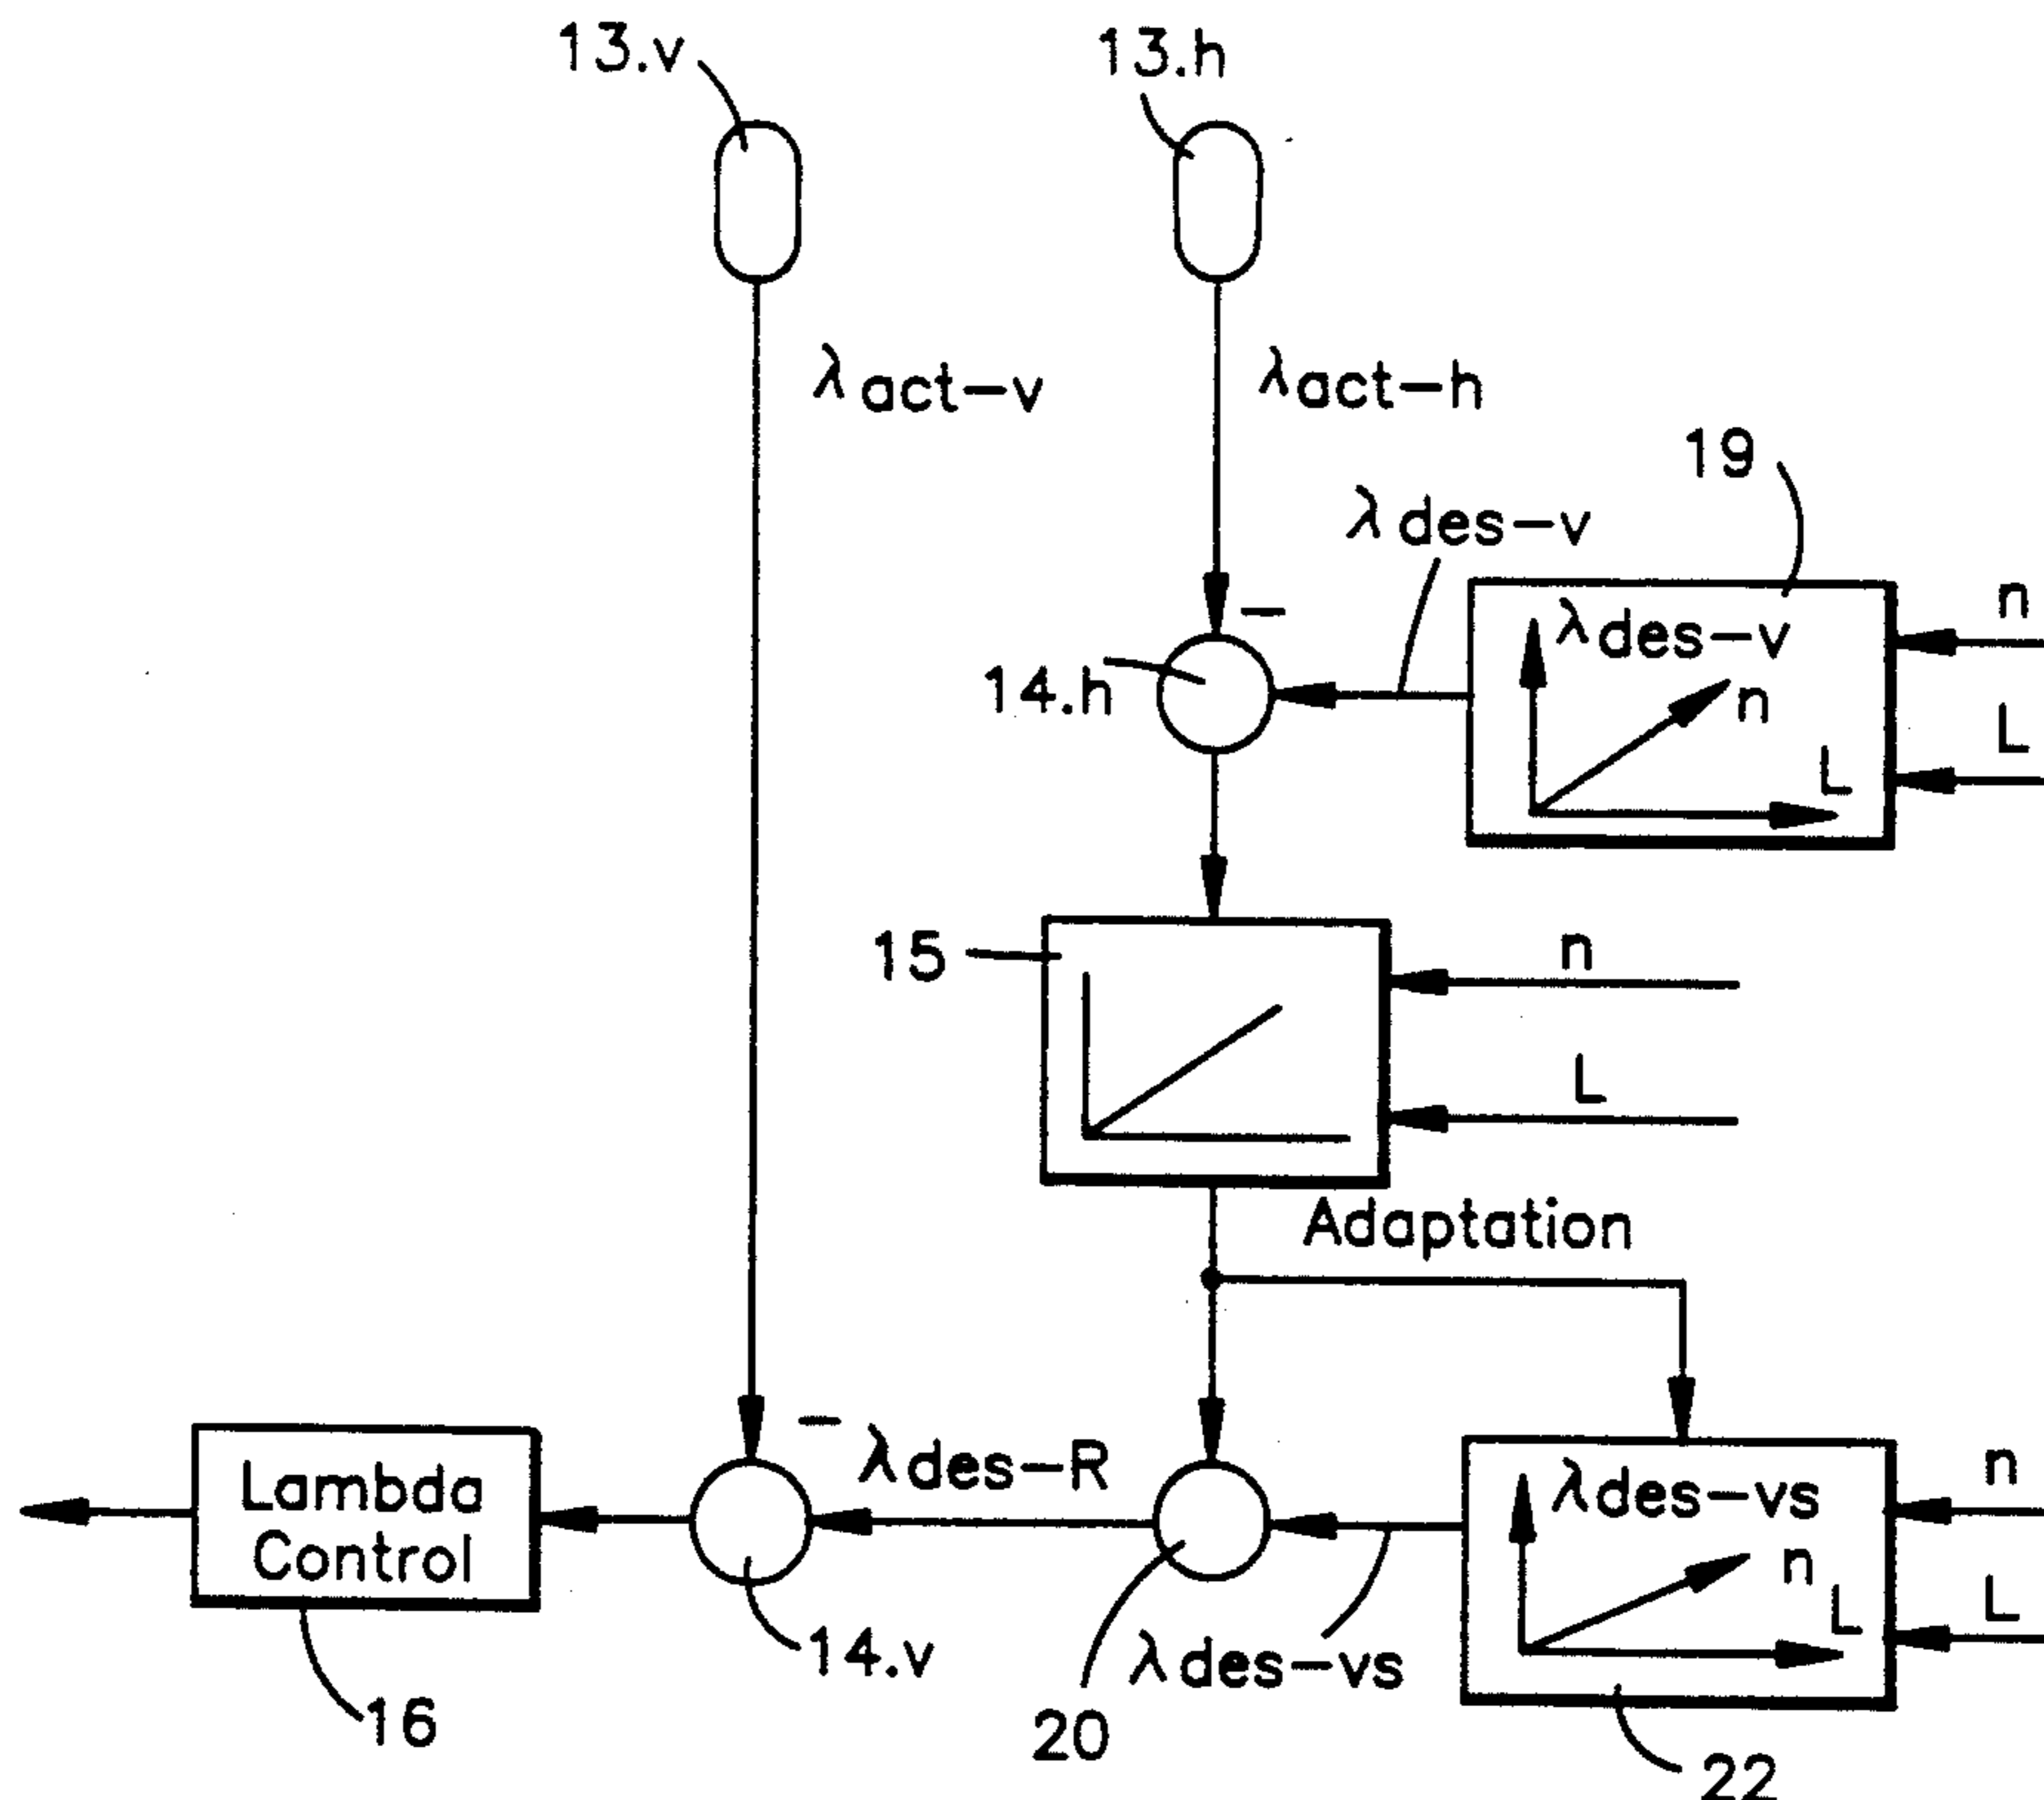 13.v
13.h
λact-v
λact-h
19
λdes-v
n
λdes-v
n
L
L
14.h
15
n
L
Adaptation
λdes-R
Lambda
Control
λdes-vs
n
n
L
L
14.v
λdes-vs
16
20
22